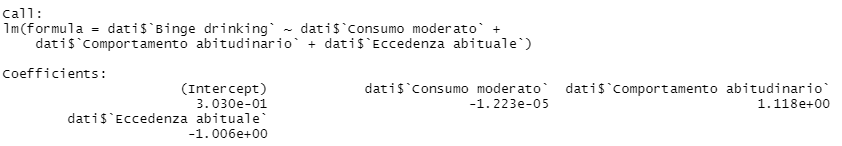 Call:
lm(formula = dati$`Binge drinking` ~ dati$`Consumo moderato` +
dati$`Comportamento abitudinario` + dati$`Eccedenza abituale`)
Coefficients:
(Intercept) dati$`Consumo moderato` dati$`Comportamento abitudinario`
3.030e-01 -1.223e-05 1.118e+00
dati$`Eccedenza abituale`
-1.006e+00